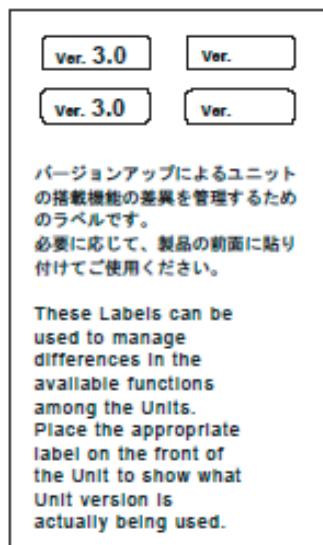 Ver. 3.0
Ver.
Ver. 3.0
Ver.
バージョンアップによるユニット
の搭載機能の差異を管理するため
のラベルです。
必要に応じて、製品の前面に貼り
付けてご使用ください。
These Labels can be
used to manage
differences in the
available functions
among the Units.
Place the appropriate
label on the front of
the Unit to show what
Unit version is
actually being used.